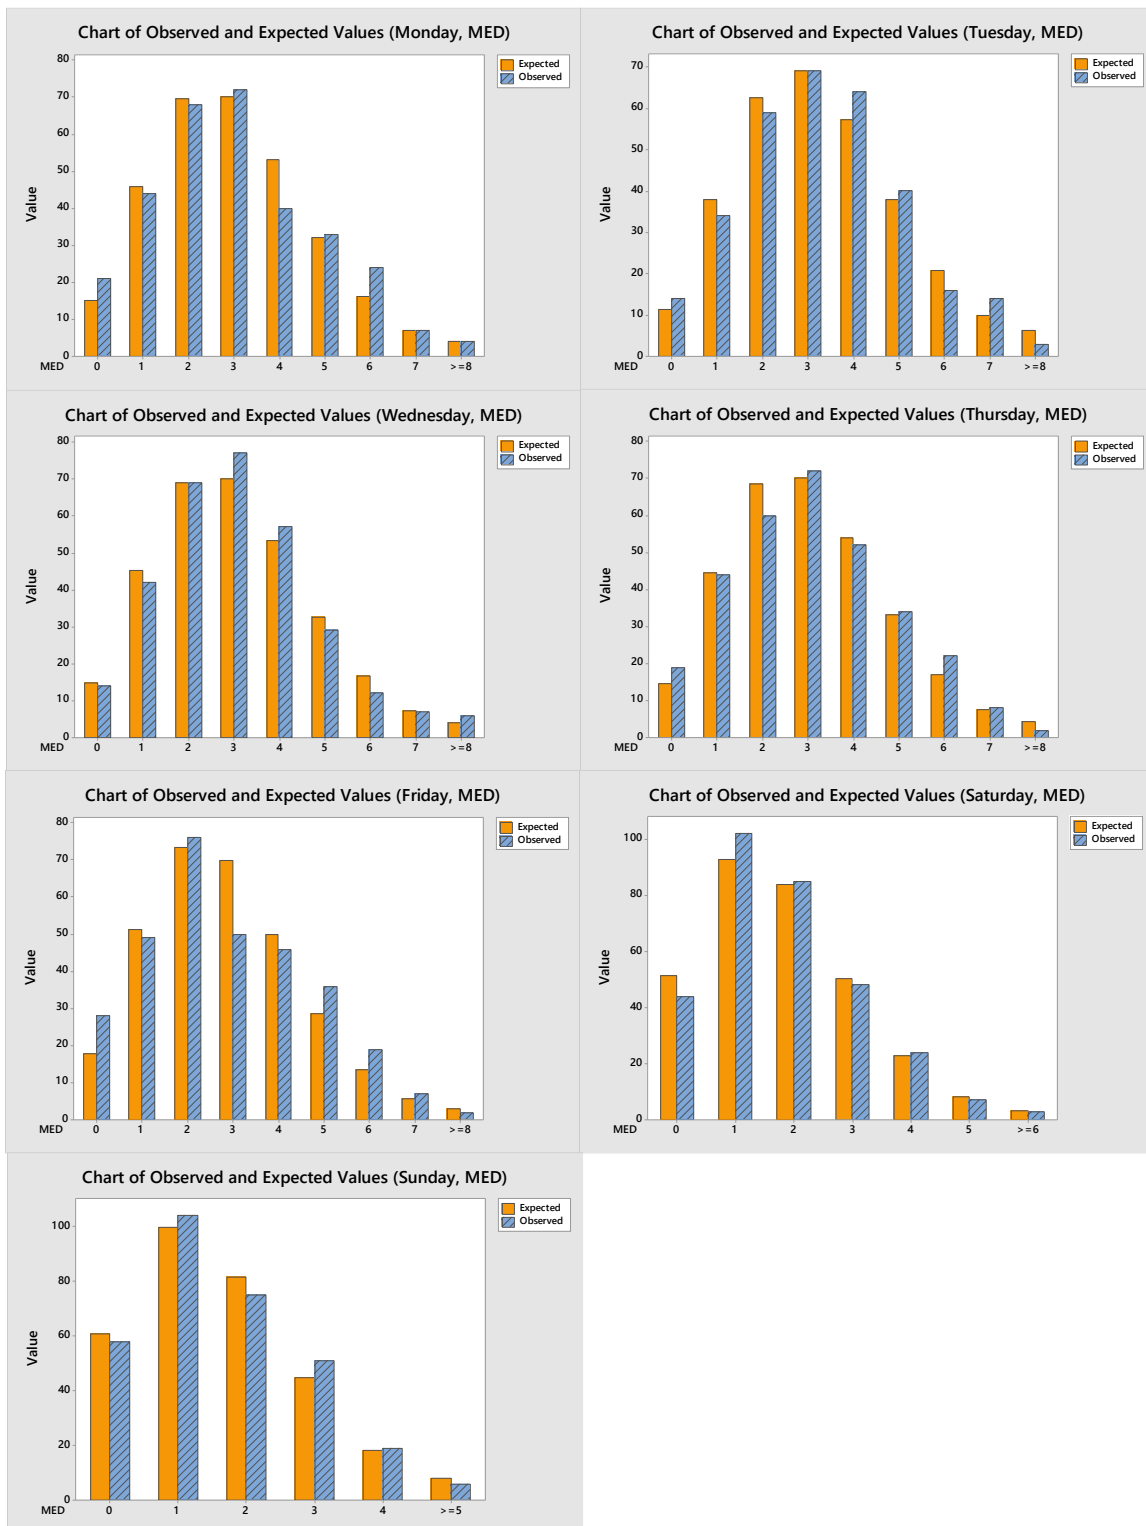 Chart of Observed and Expected Values (Monday, MED)
Expected
Observed
Value
80
70
60
50
40
30
20
10
0
MED 0 1 2 3 4 5 6 7 >=8
Chart of Observed and Expected Values (Tuesday, MED)
Expected
Observed
Value
70
60
50
40
30
20
10
0
MED 0 1 2 3 4 5 6 7 >=8
Chart of Observed and Expected Values (Wednesday, MED)
Expected
Observed
Value
80
70
60
50
40
30
20
10
0
MED 0 1 2 3 4 5 6 7 >=8
Chart of Observed and Expected Values (Thursday, MED)
Expected
Observed
Value
80
70
60
50
40
30
20
10
0
MED 0 1 2 3 4 5 6 7 >=8
Chart of Observed and Expected Values (Friday, MED)
Expected
Observed
Value
80
70
60
50
40
30
20
10
0
MED 0 1 2 3 4 5 6 7 >=8
Chart of Observed and Expected Values (Saturday, MED)
Expected
Observed
Value
100
80
60
40
20
0
MED 0 1 2 3 4 5 >=6
Chart of Observed and Expected Values (Sunday, MED)
Expected
Observed
Value
100
80
60
40
20
0
MED 0 1 2 3 4 >=5